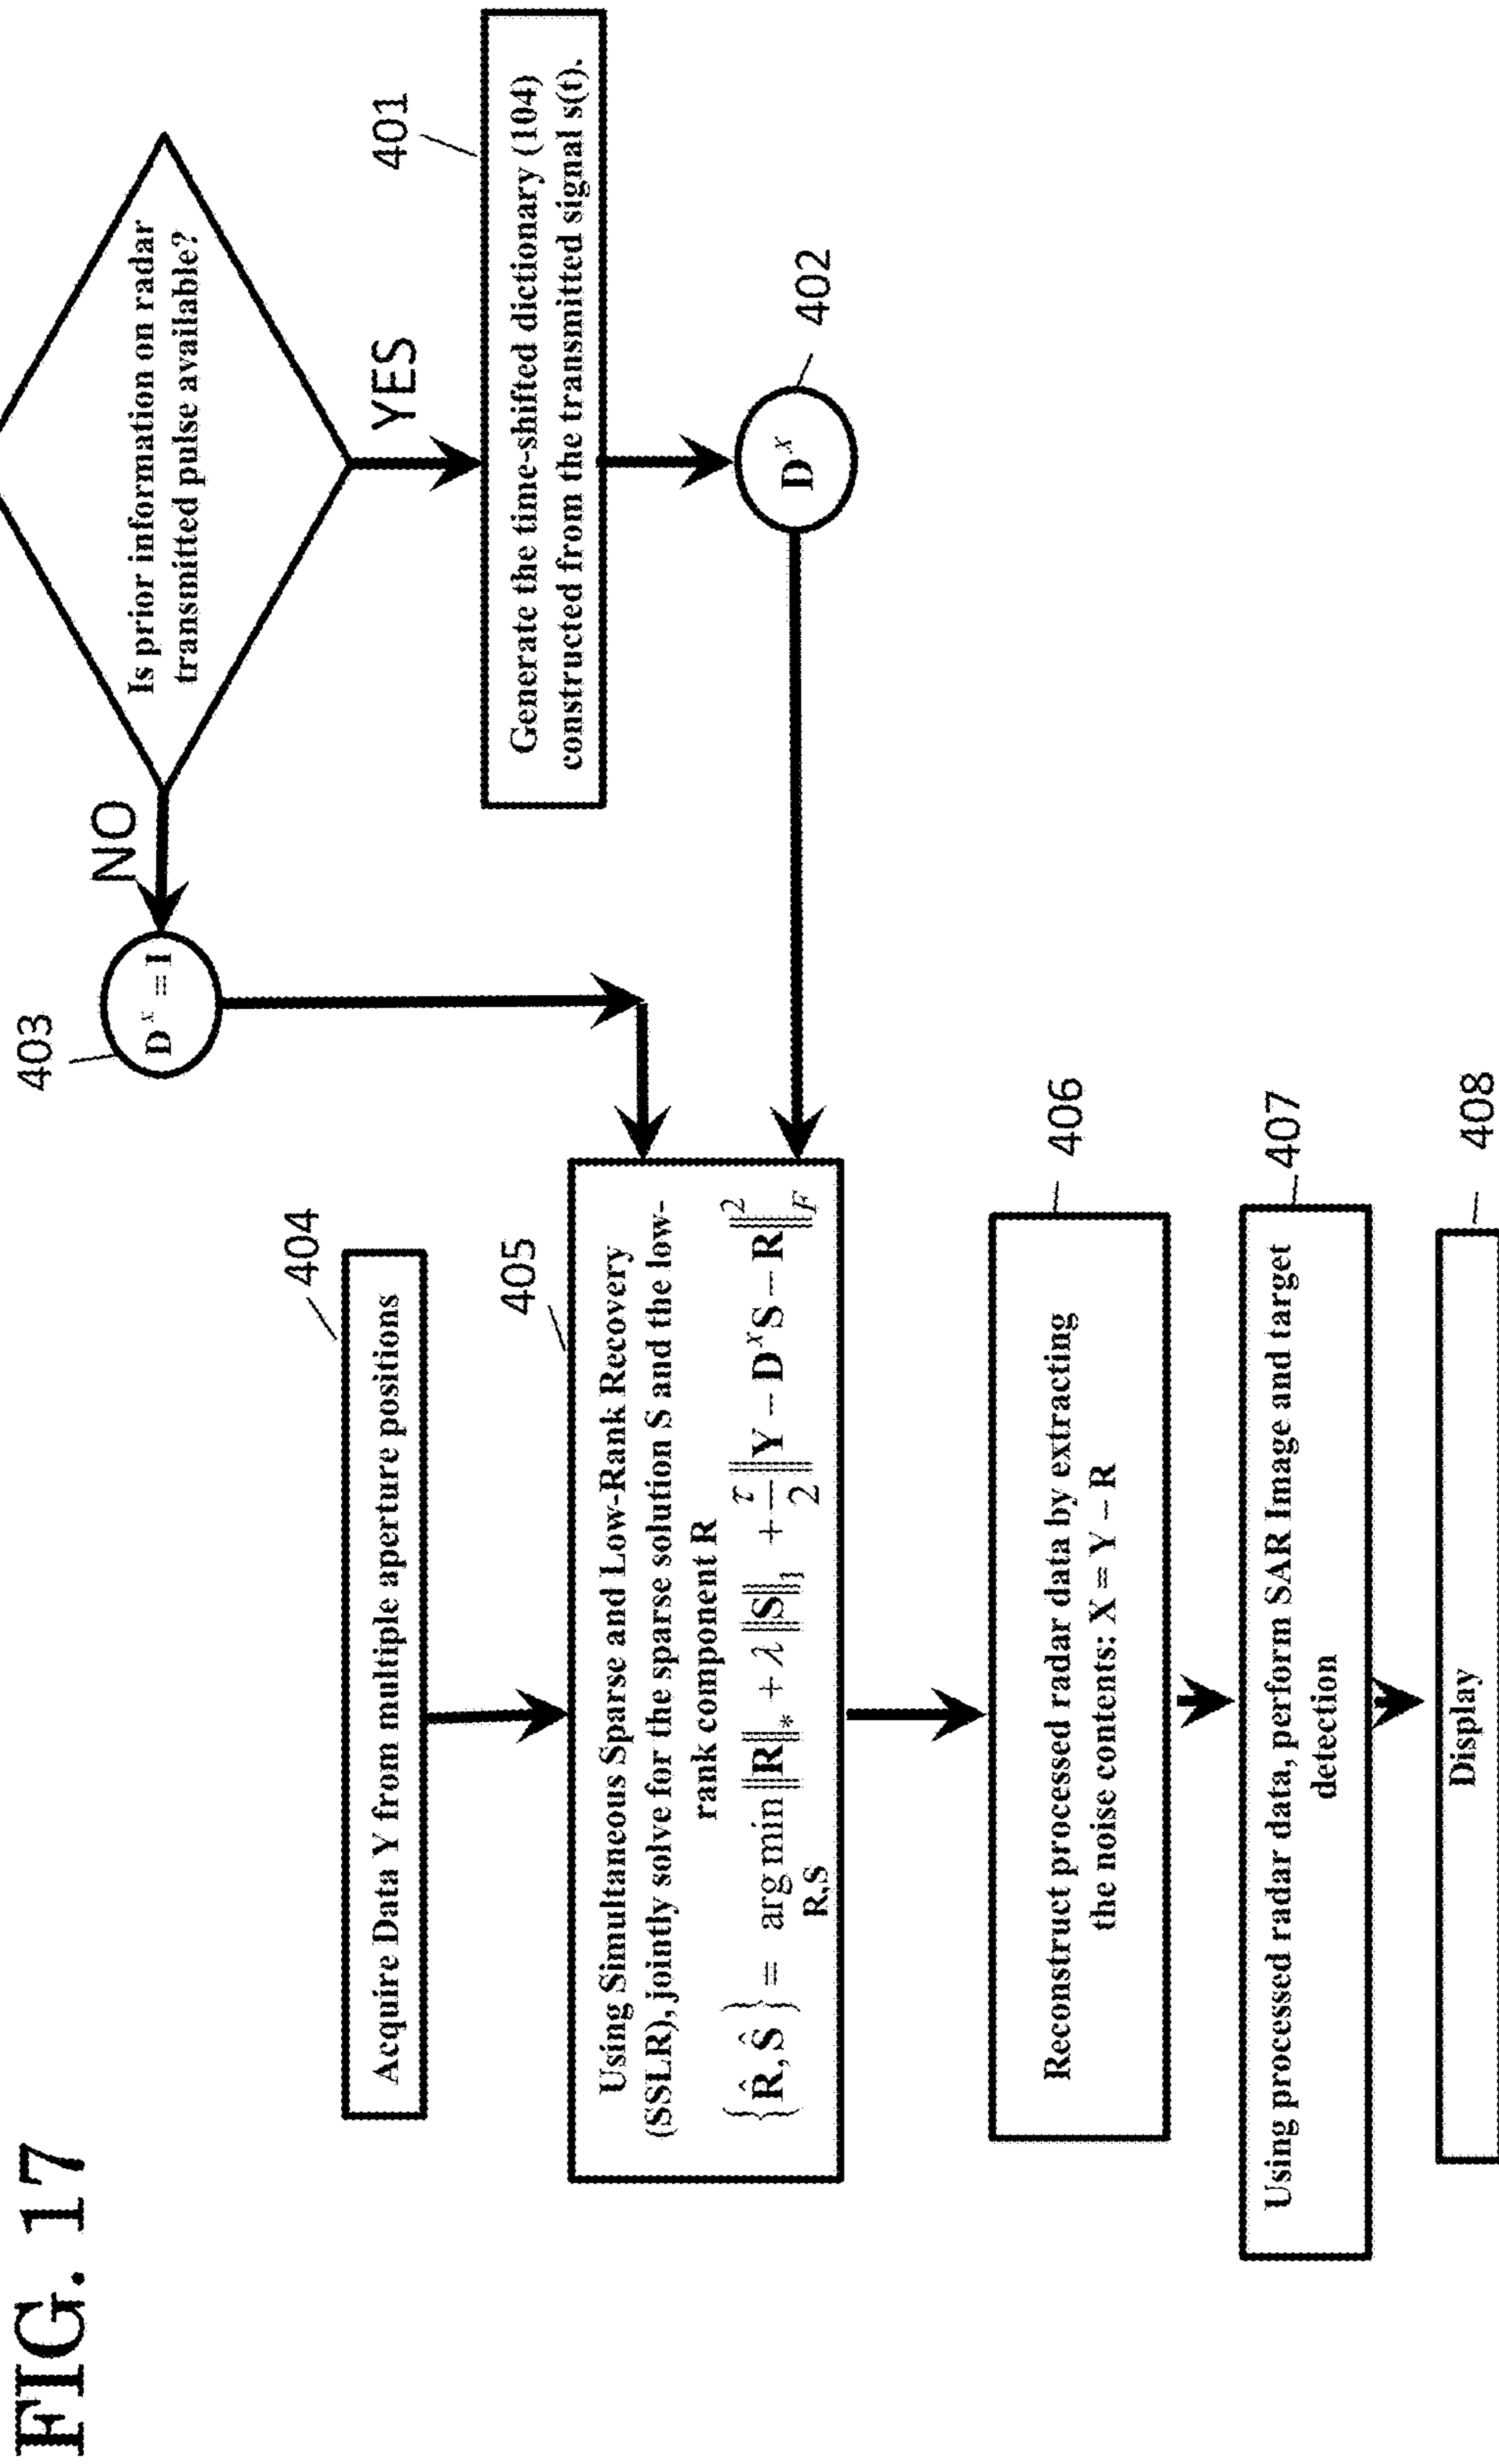 FIG. 17
Is prior information on radar
transmitted pulse available?
NO
YES
403
D^x = I
401
Generate the time-shifted dictionary (104)
constructed from the transmitted signal s(t).
402
D^x
404
Acquire Data Y from multiple aperture positions
405
Using Simultaneous Sparse and Low-Rank Recovery
(SSLR), jointly solve for the sparse solution S and the low-
rank component R
{R̂,Ŝ} = arg min_{R,S} ‖R‖_* + λ‖S‖_1 + τ/2 ‖Y − D^x S − R‖_F^2
406
Reconstruct processed radar data by extracting
the noise contents: X = Y − R
407
Using processed radar data, perform SAR Image and target
detection
408
Display